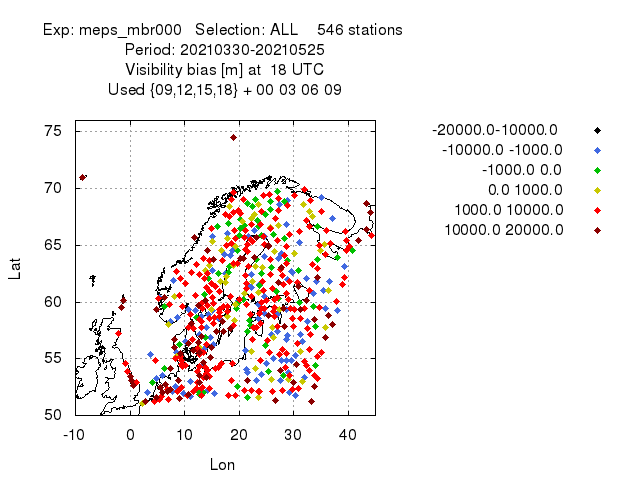 Exp: meps_mbr000   Selection: ALL    546 stations
Period: 20210330-20210525
Visibility bias [m] at  18 UTC
Used {09,12,15,18} + 00 03 06 09
-20000.0-10000.0
-10000.0 -1000.0
-1000.0 0.0
0.0 1000.0
1000.0 10000.0
10000.0 20000.0
75
70
65
60
55
50
Lat
-10 0 10 20 30 40
Lon